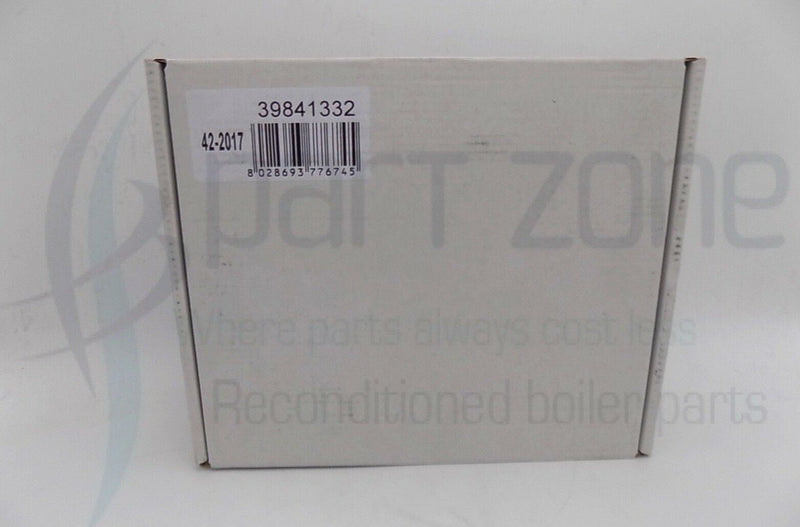 39841332
42-2017
8 028693 776745
part zone
Where parts always cost less
Reconditioned boiler parts